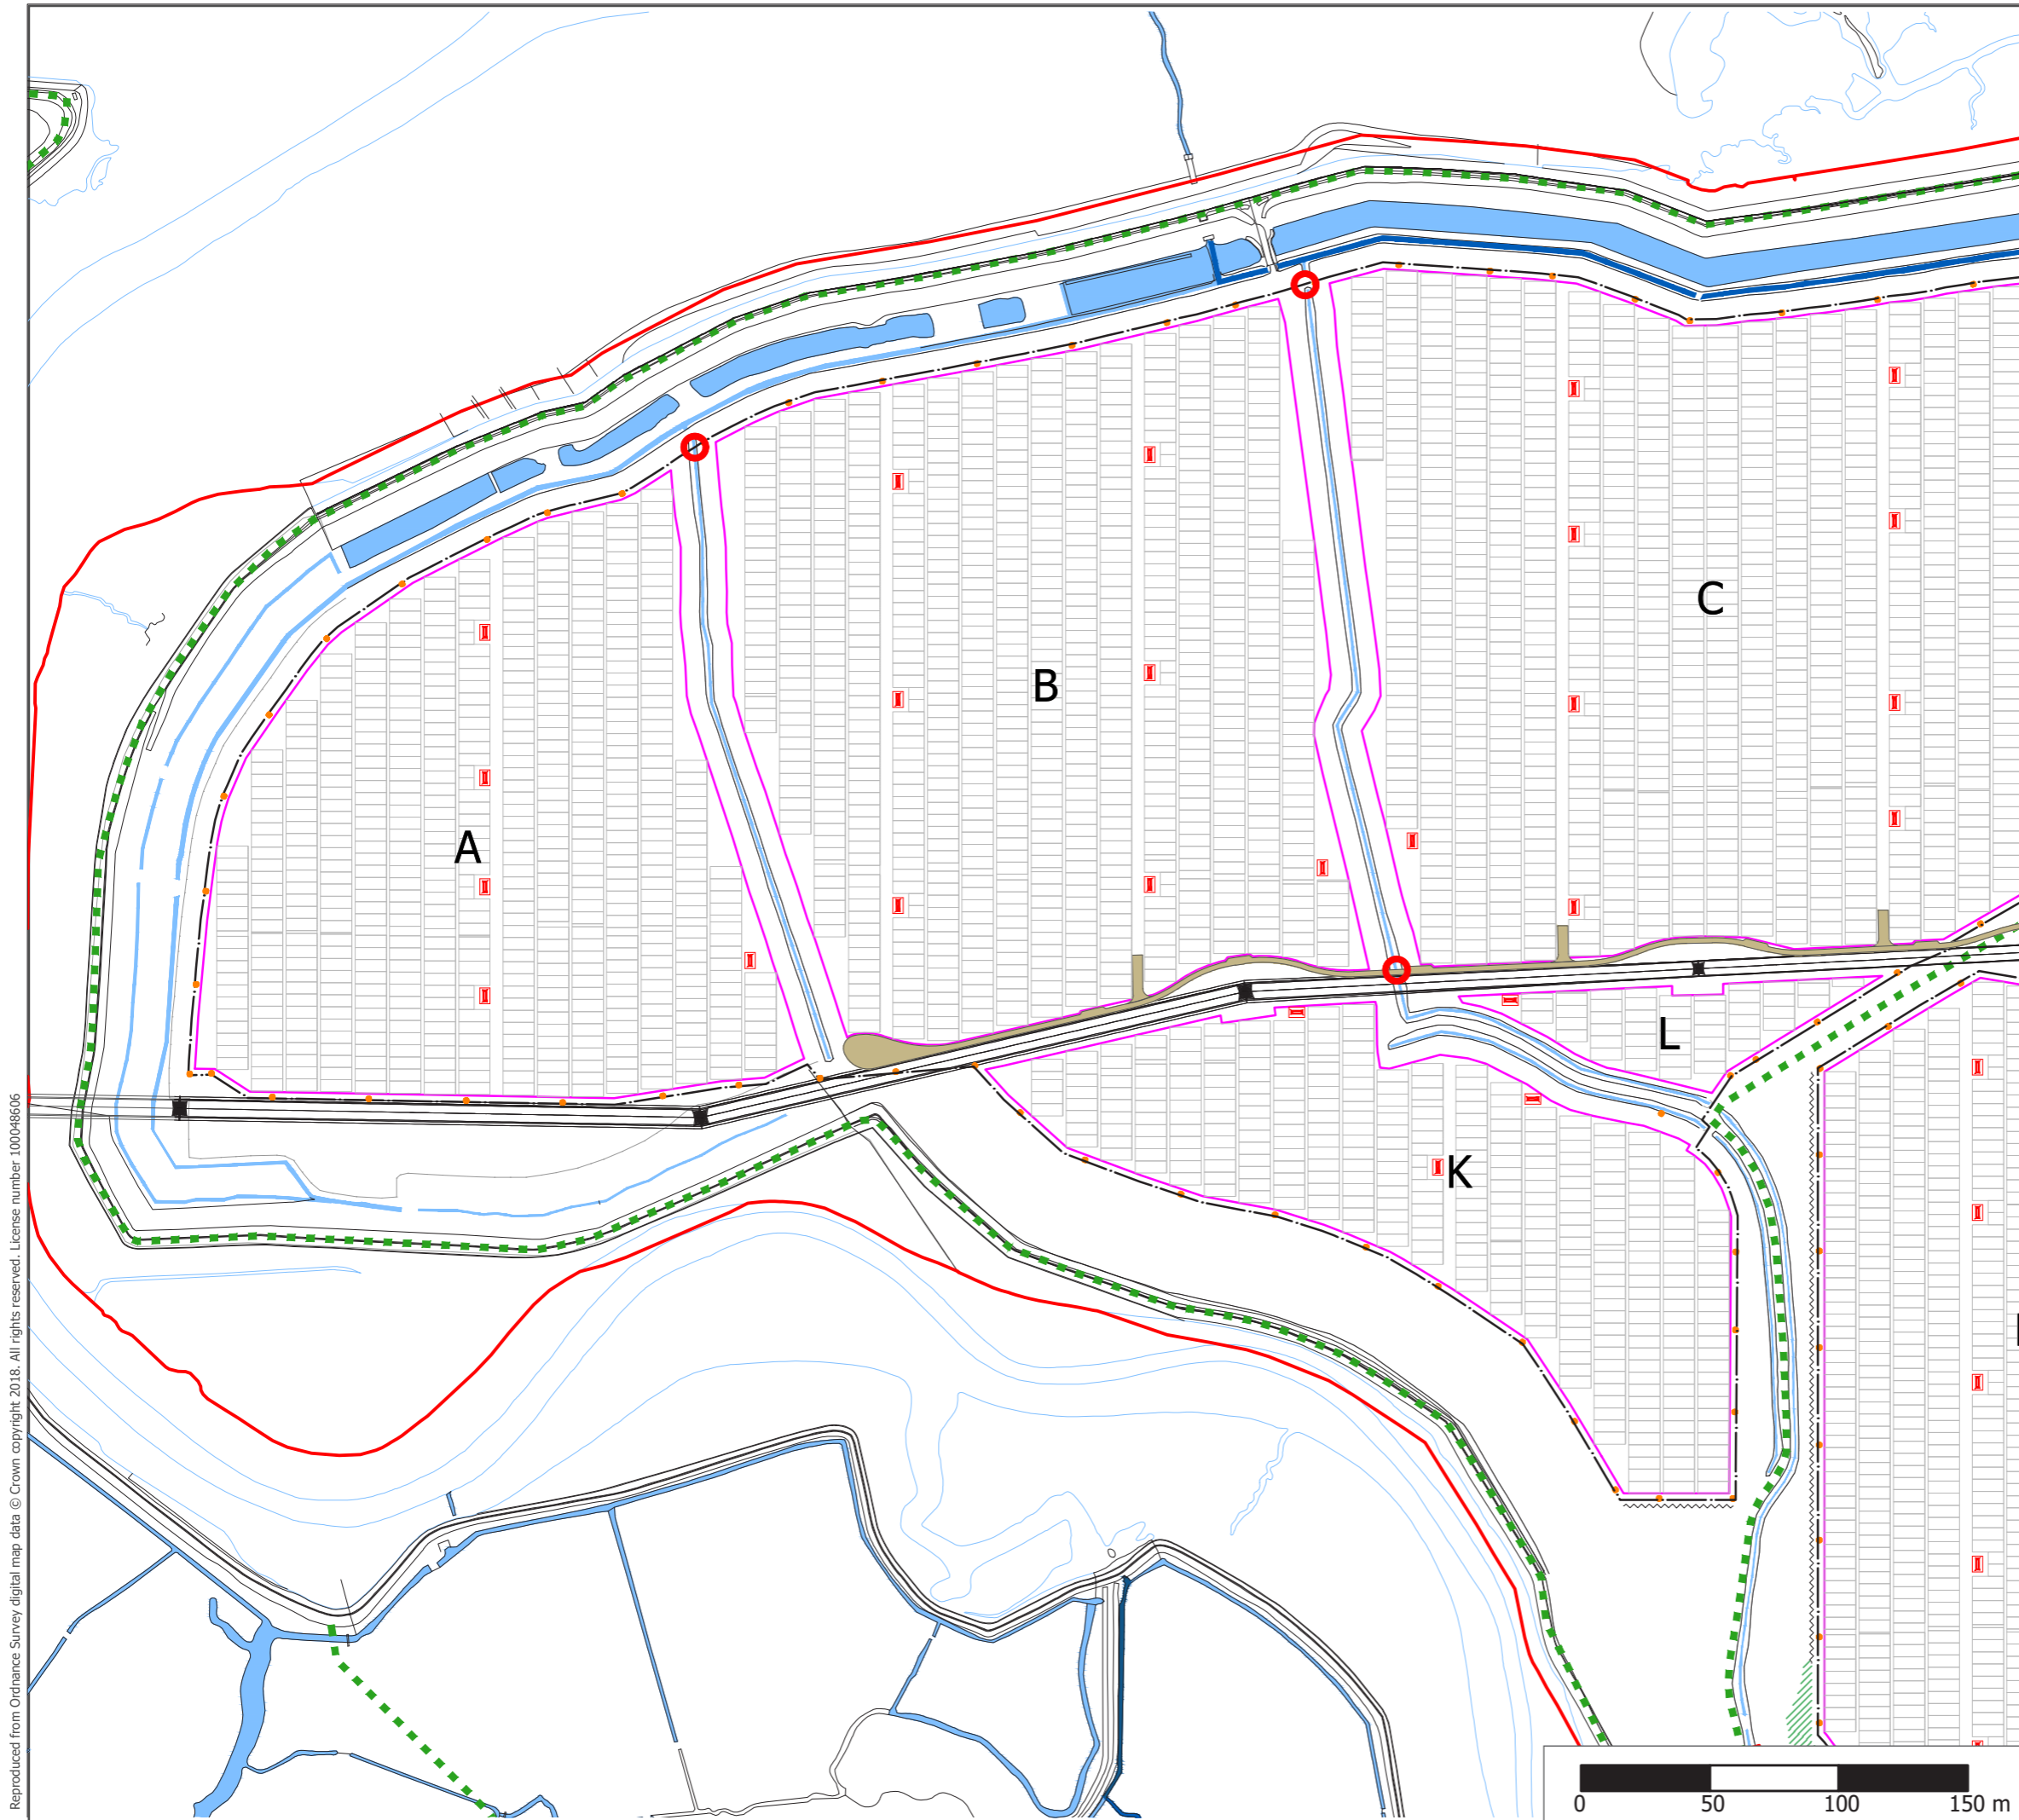 C
B
A
L
K
0 50 100 150 m
Reproduced from Ordnance Survey digital map data © Crown copyright 2018. All rights reserved. License number 100048606